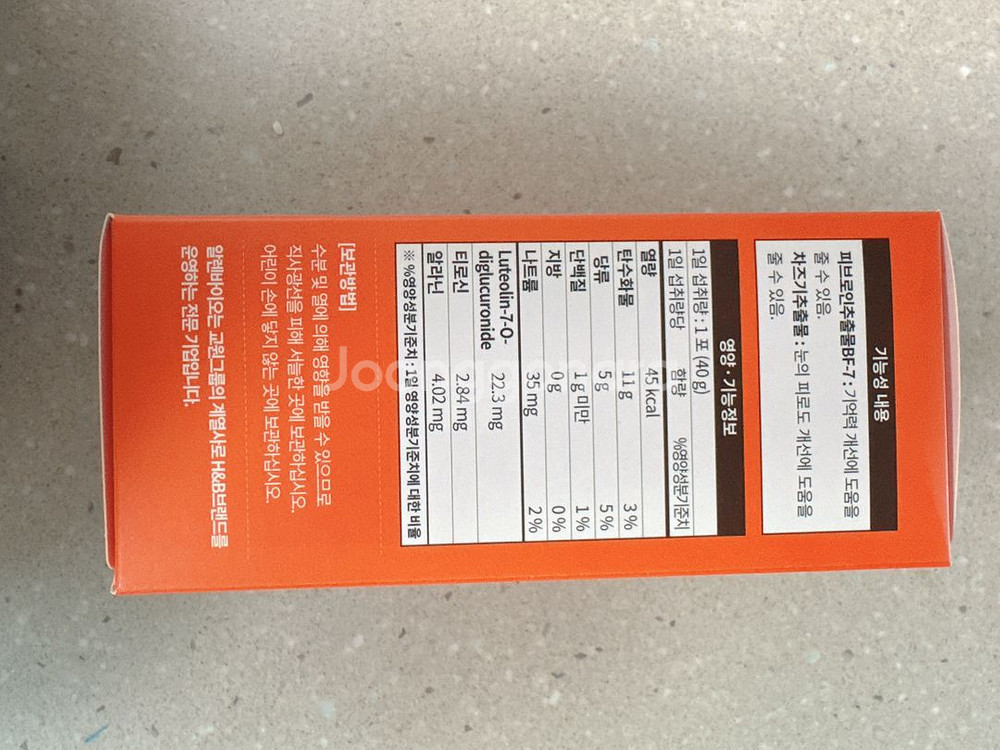 기능성 내용
피브로인추출물BF-7 : 기억력 개선에 도움을
줄 수 있음.
차즈기추출물 : 눈의 피로도 개선에 도움을
줄 수 있음.
영양·기능정보
1일 섭취량 : 1 포 (40 g)
1일 섭취량당 함량 %영양성분기준치
열량 45 kcal
탄수화물 11 g 3 %
당류 5 g 5 %
단백질 1 g 미만 1 %
지방 0 g 0 %
나트륨 35 mg 2 %
Luteolin-7-O-
diglucuronide 22.3 mg
티로신 2.84 mg
알라닌 4.02 mg
※ %영양성분기준치 : 1일 영양성분기준치에 대한 비율
[보관방법]
수분 및 열에 의해 영향을 받을 수 있으므로
직사광선을 피해 서늘한 곳에 보관하십시오.
어린이 손에 닿지 않는 곳에 보관하십시오.
알렌바이오는 교원그룹의 계열사로 H&B브랜드를
운영하는 전문 기업입니다.